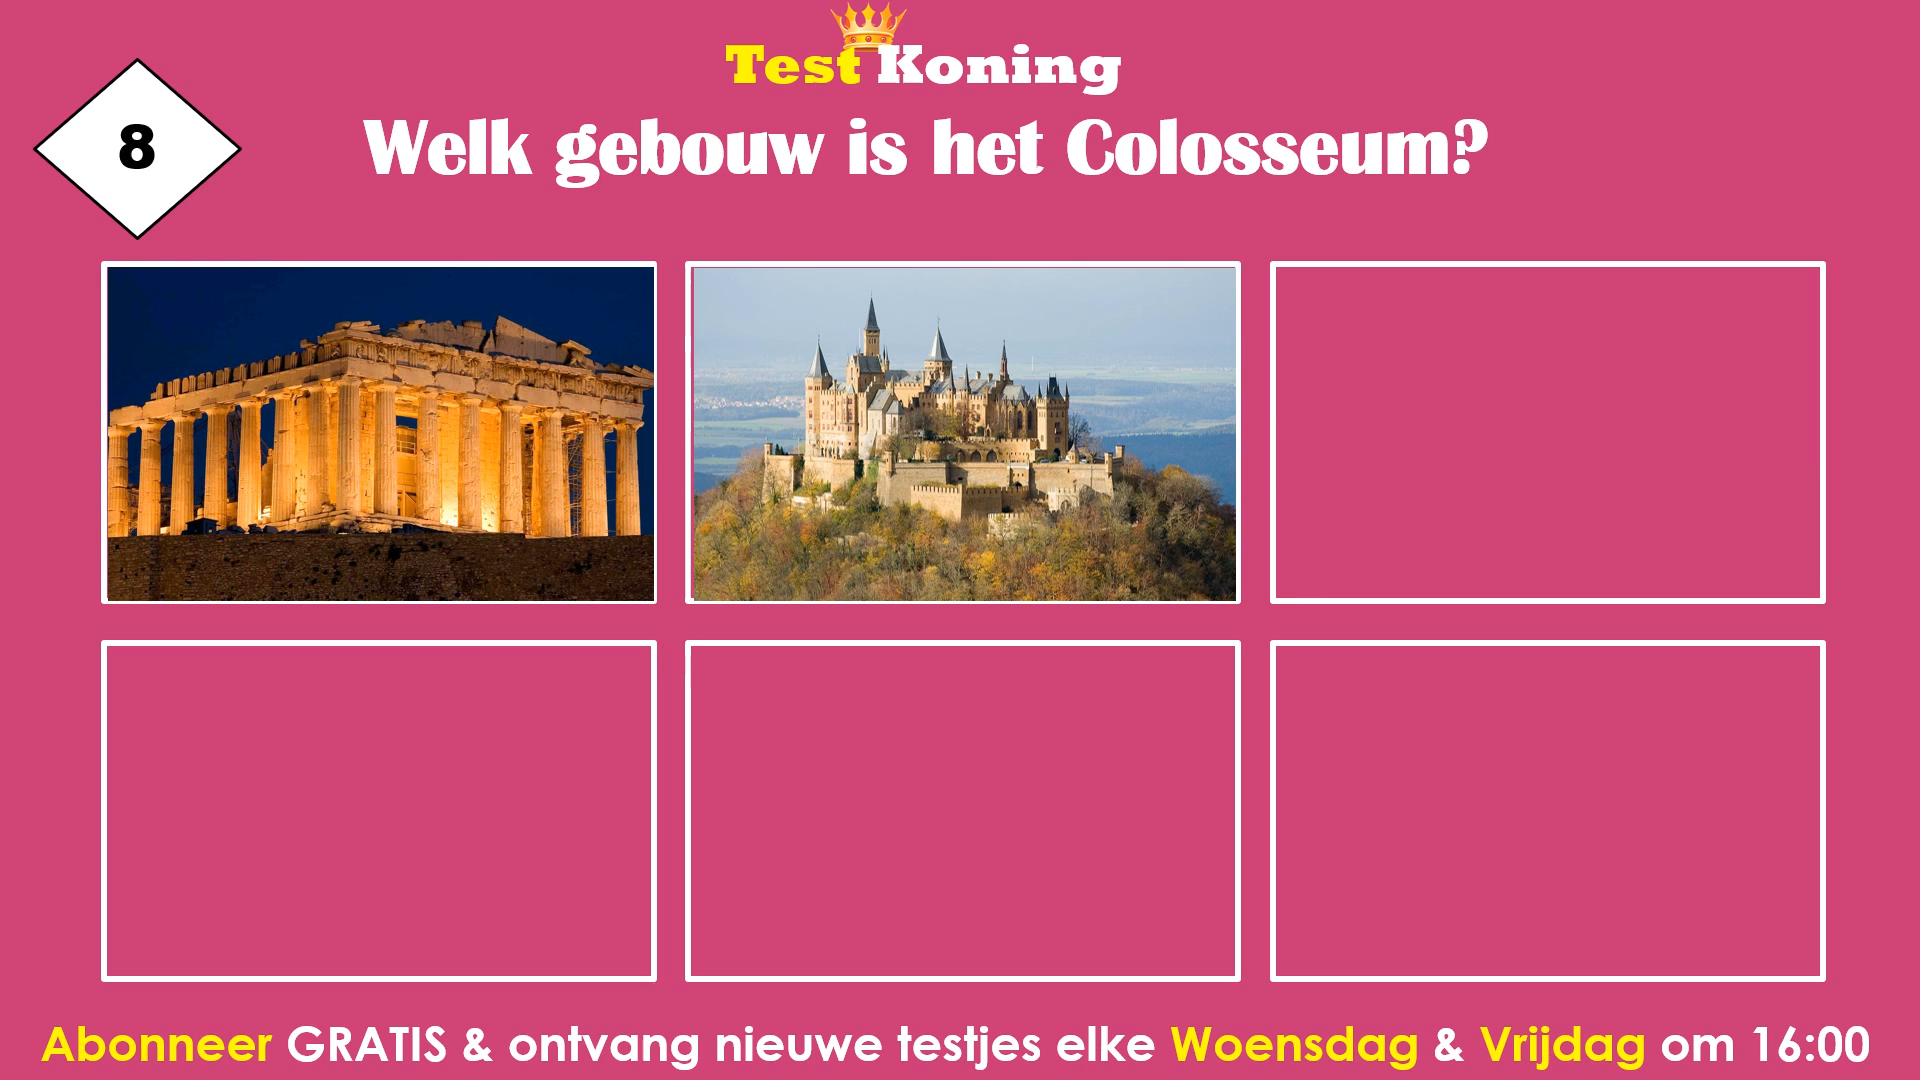 Test Koning
8
Welk gebouw is het Colosseum?
Abonneer GRATIS & ontvang nieuwe testjes elke Woensdag & Vrijdag om 16:00